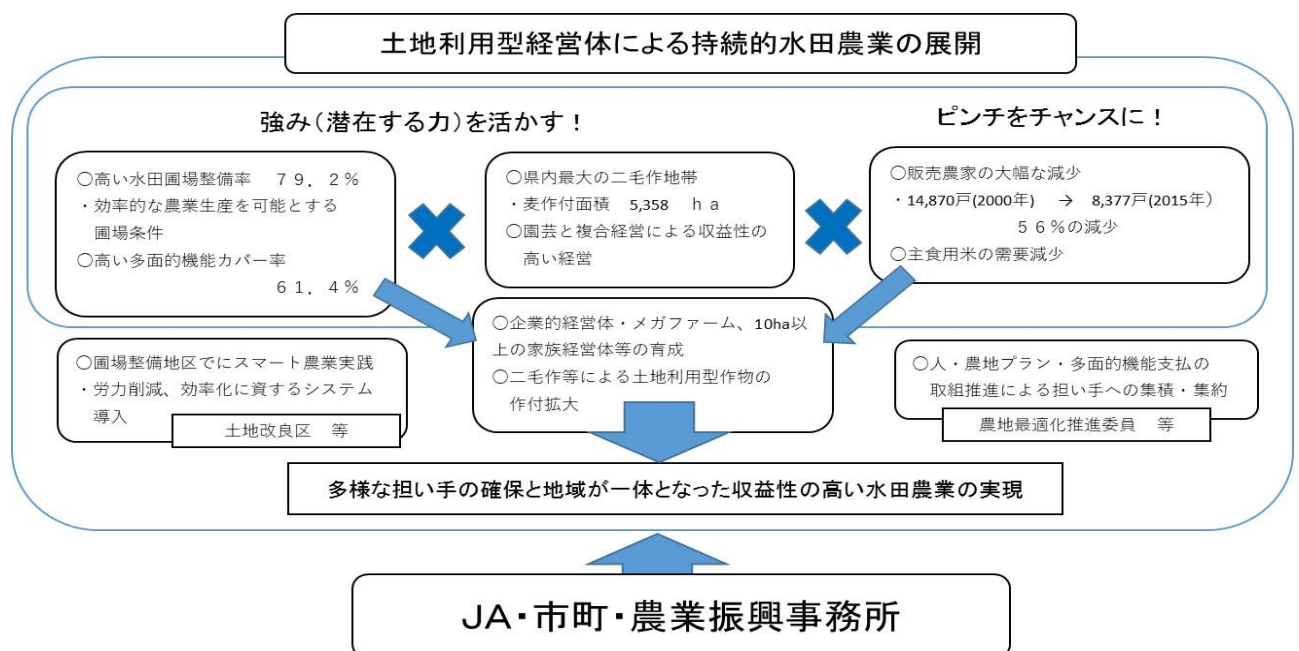 土地利用型経営体による持続的水田農業の展開
強み（潜在する力）を活かす！
ピンチをチャンスに！
○高い水田圃場整備率　７９．２％
・効率的な農業生産を可能とする
圃場条件
○高い多面的機能カバー率
６１．４％
○県内最大の二毛作地帯
・麦作付面積　5,358　ｈａ
○園芸と複合経営による収益性の
高い経営
○販売農家の大幅な減少
・14,870戸(2000年)　→　8,377戸(2015年）
５６％の減少
○主食用米の需要減少
○圃場整備地区でにスマート農業実践
・労力削減、効率化に資するシステム
導入
土地改良区　等
○企業的経営体・メガファーム、10ha以
上の家族経営体等の育成
○二毛作等による土地利用型作物の
作付拡大
○人・農地プラン・多面的機能支払の
取組推進による担い手への集積・集約
農地最適化推進委員　等
多様な担い手の確保と地域が一体となった収益性の高い水田農業の実現
ＪＡ・市町・農業振興事務所